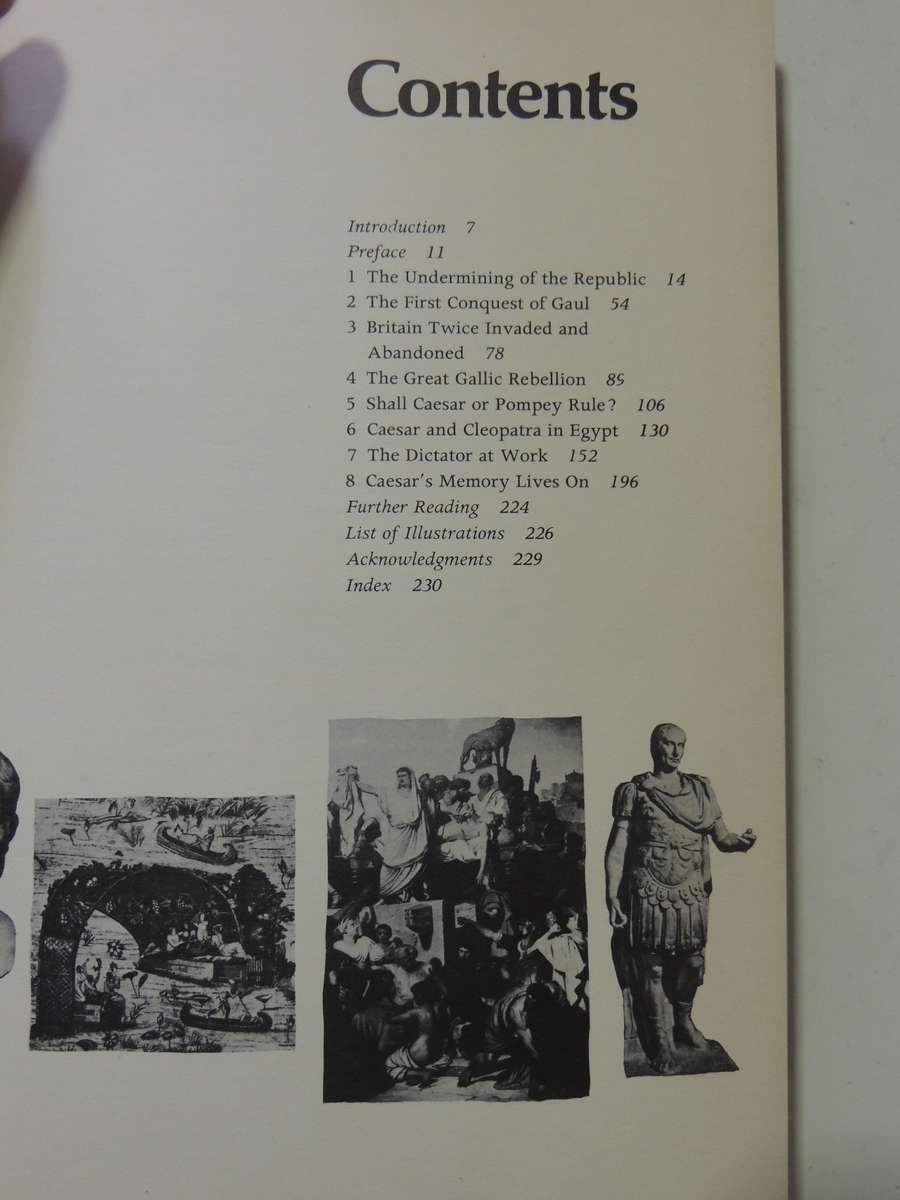 Contents
Introduction 7
Preface 11
1 The Undermining of the Republic 14
2 The First Conquest of Gaul 54
3 Britain Twice Invaded and
Abandoned 78
4 The Great Gallic Rebellion 89
5 Shall Caesar or Pompey Rule? 106
6 Caesar and Cleopatra in Egypt 130
7 The Dictator at Work 152
8 Caesar's Memory Lives On 196
Further Reading 224
List of Illustrations 226
Acknowledgments 229
Index 230